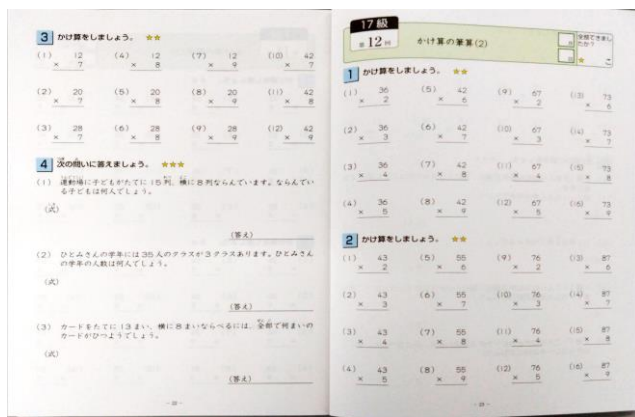 3 かけ算をしましょう。 ★★
(1) 12 × 7
(4) 12 × 8
(7) 12 × 9
(10) 42 × 7
(2) 20 × 7
(5) 20 × 8
(8) 20 × 9
(11) 42 × 8
(3) 28 × 7
(6) 28 × 8
(9) 28 × 9
(12) 42 × 9
4 次の問いに答えましょう。 ★★★
(1) 運動場に子どもがたてに15列，横に8列ならんでいます。ならんでい
る子どもは何人でしょう。
(式)
(答え)
(2) ひとみさんの学年には35人のクラスが3クラスあります。ひとみさん
の学年の人数は何人でしょう。
(式)
(答え)
(3) カードをたてに13まい，横に8まいならべるには，全部で何まいの
カードがひつようでしょう。
(式)
(答え)
17級
第12回
かけ算の筆算(2)
全部できまし
たか？
1 かけ算をしましょう。 ★★
(1) 36 × 2
(5) 42 × 6
(9) 67 × 2
(13) 73 × 6
(2) 36 × 3
(6) 42 × 7
(10) 67 × 3
(14) 73 × 7
(3) 36 × 4
(7) 42 × 8
(11) 67 × 4
(15) 73 × 8
(4) 36 × 5
(8) 42 × 9
(12) 67 × 5
(16) 73 × 9
2 かけ算をしましょう。 ★★
(1) 43 × 2
(5) 55 × 6
(9) 76 × 2
(13) 87 × 6
(2) 43 × 3
(6) 55 × 7
(10) 76 × 3
(14) 87 × 7
(3) 43 × 4
(7) 55 × 8
(11) 76 × 4
(15) 87 × 8
(4) 43 × 5
(8) 55 × 9
(12) 76 × 5
(16) 87 × 9